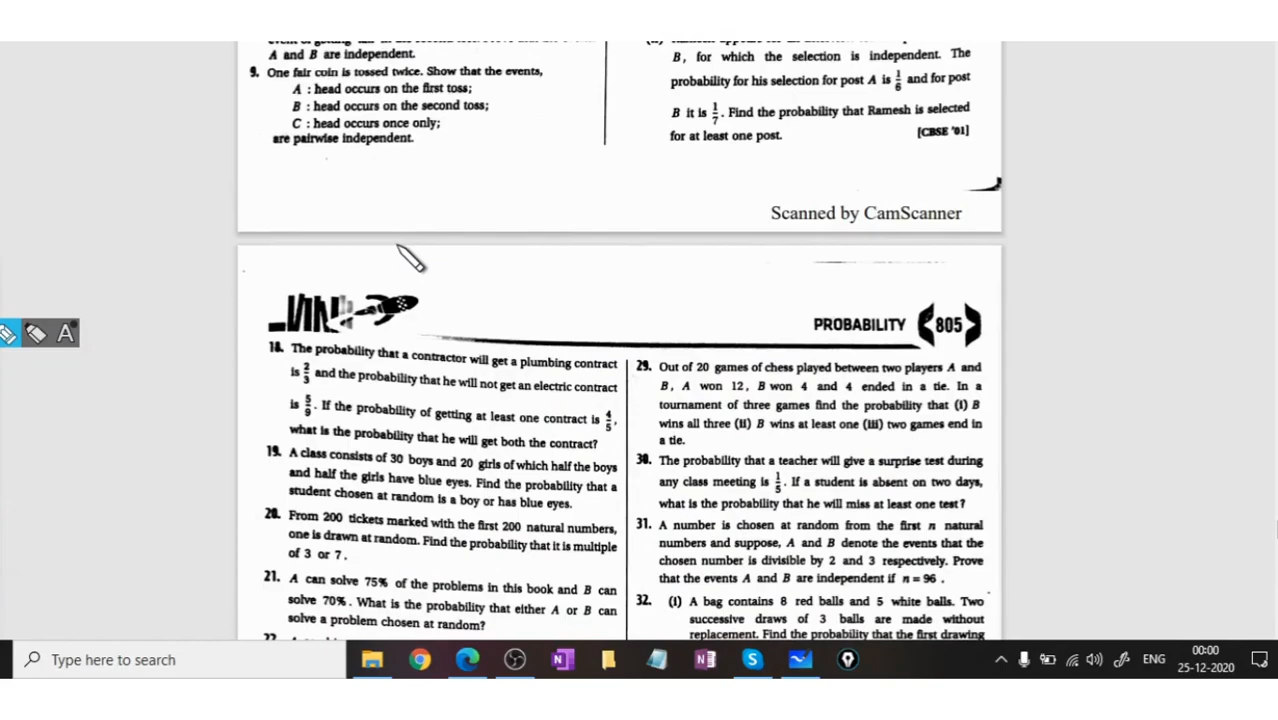 A and B are independent.
9. One fair coin is tossed twice. Show that the events,
A : head occurs on the first toss;
B : head occurs on the second toss;
C : head occurs once only;
are pairwise independent.
B, for which the selection is independent. The
probability for his selection for post A is 1/6 and for post
B it is 1/7. Find the probability that Ramesh is selected
for at least one post. [CBSE '01]
Scanned by CamScanner
PROBABILITY 805
18. The probability that a contractor will get a plumbing contract
is 2/3 and the probability that he will not get an electric contract
is 5/9. If the probability of getting at least one contract is 4/5,
what is the probability that he will get both the contract?
19. A class consists of 30 boys and 20 girls of which half the boys
and half the girls have blue eyes. Find the probability that a
student chosen at random is a boy or has blue eyes.
20. From 200 tickets marked with the first 200 natural numbers,
one is drawn at random. Find the probability that it is multiple
of 3 or 7.
21. A can solve 75% of the problems in this book and B can
solve 70%. What is the probability that either A or B can
solve a problem chosen at random?
29. Out of 20 games of chess played between two players A and
B, A won 12, B won 4 and 4 ended in a tie. In a
tournament of three games find the probability that (i) B
wins all three (ii) B wins at least one (iii) two games end in
a tie.
30. The probability that a teacher will give a surprise test during
any class meeting is 1/5. If a student is absent on two days,
what is the probability that he will miss at least one test?
31. A number is chosen at random from the first n natural
numbers and suppose, A and B denote the events that the
chosen number is divisible by 2 and 3 respectively. Prove
that the events A and B are independent if n = 96 .
32. (i) A bag contains 8 red balls and 5 white balls. Two
successive draws of 3 balls are made without
replacement. Find the probability that the first drawing
A
Type here to search
ENG
00:00
25-12-2020